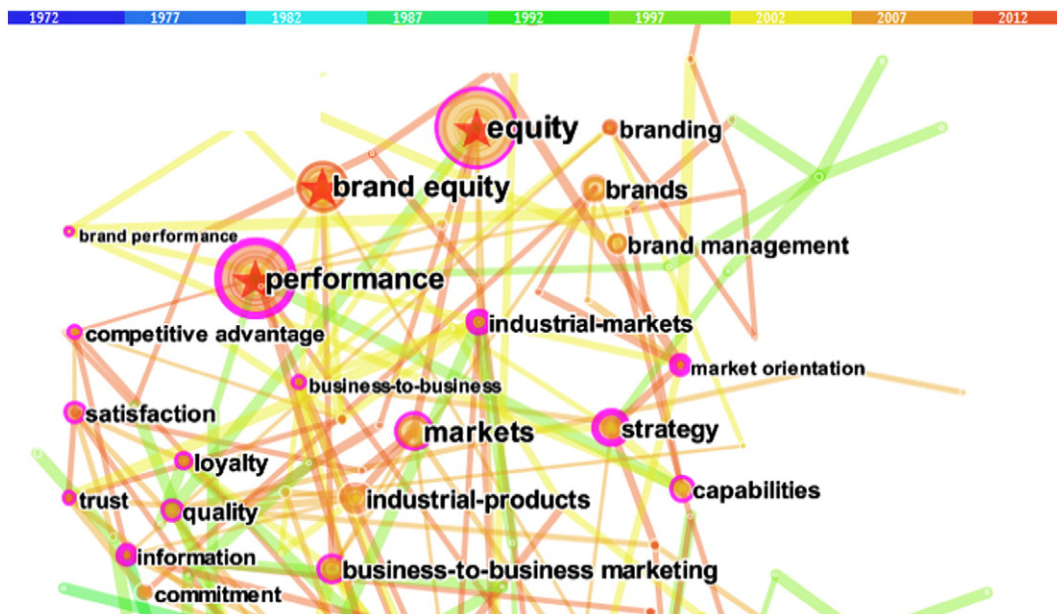 1972 1977 1982 1987 1992 1997 2002 2007 2012
equity
branding
brand equity
brands
brand performance
brand management
performance
industrial-markets
competitive advantage
market orientation
business-to-business
satisfaction
markets
strategy
loyalty
trust
industrial-products
capabilities
quality
information
business-to-business marketing
commitment